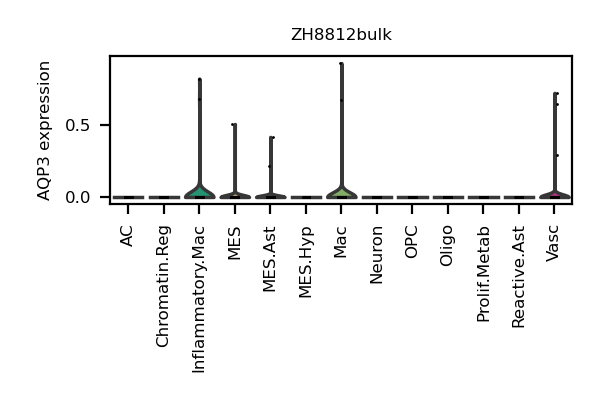 ZH8812bulk
AQP3 expression
0.5
0.0
AC
Chromatin.Reg
Inflammatory.Mac
MES
MES.Ast
MES.Hyp
Mac
Neuron
OPC
Oligo
Prolif.Metab
Reactive.Ast
Vasc